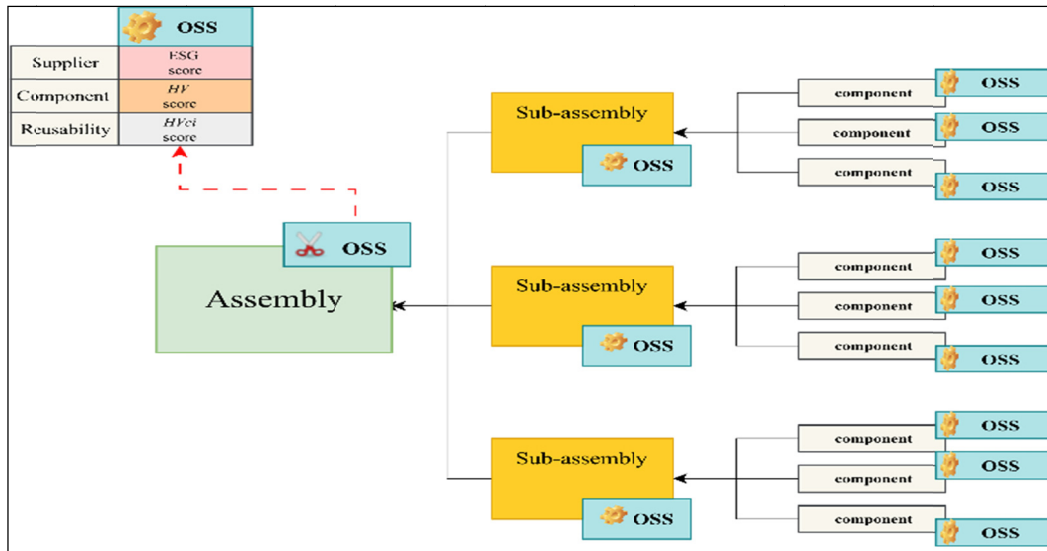 OSS
Supplier
ESG
score
Component
HV
score
Reusability
HVci
score
OSS
Assembly
Sub-assembly
OSS
component
OSS
component
OSS
component
OSS
Sub-assembly
OSS
component
OSS
component
OSS
component
OSS
Sub-assembly
OSS
component
OSS
component
OSS
component
OSS